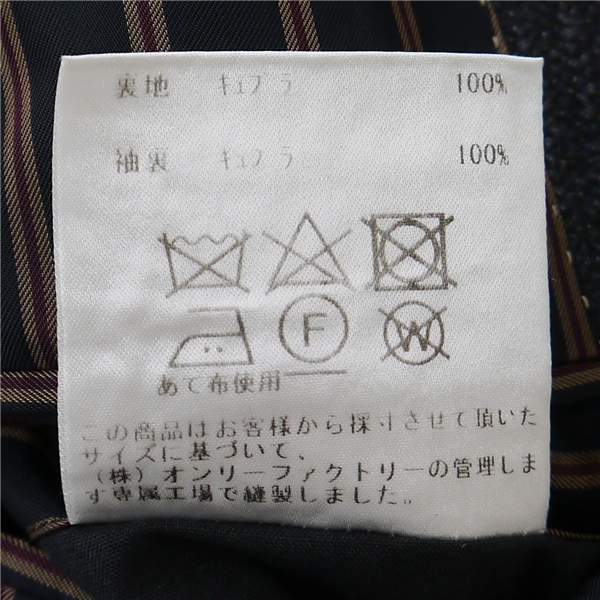 裏地 キュプラ 100%
袖裏 キュプラ 100%
F W
あて布使用
この商品はお客様から採寸させて頂いた
サイズに基づいて、
(株)オンリーファクトリーの管理しま
す専属工場で縫製しました。